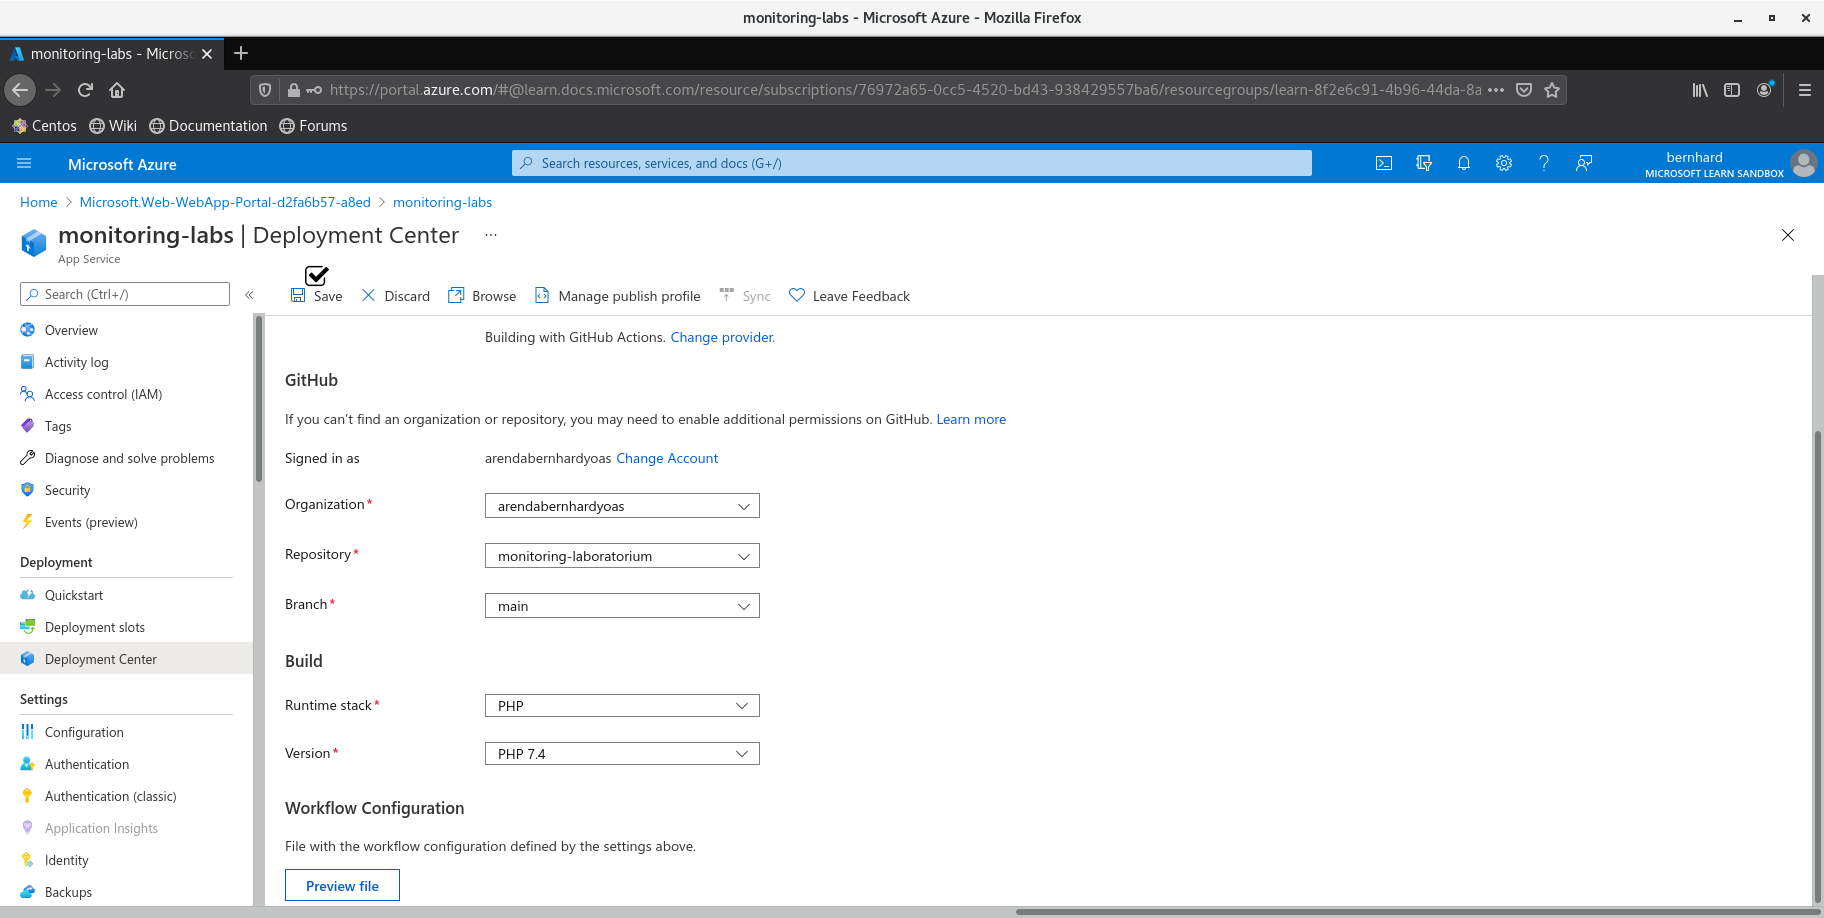 monitoring-labs - Microsoft Azure - Mozilla Firefox
monitoring-labs - Micros
https://portal.azure.com/#@learn.docs.microsoft.com/resource/subscriptions/76972a65-0cc5-4520-bd43-938429557ba6/resourcegroups/learn-8f2e6c91-4b96-44da-8a
Centos Wiki Documentation Forums
Microsoft Azure
Search resources, services, and docs (G+/)
bernhard
MICROSOFT LEARN SANDBOX
Home > Microsoft.Web-WebApp-Portal-d2fa6b57-a8ed > monitoring-labs
monitoring-labs | Deployment Center ...
App Service
Search (Ctrl+/) «
Save Discard Browse Manage publish profile Sync Leave Feedback
Overview
Activity log
Access control (IAM)
Tags
Diagnose and solve problems
Security
Events (preview)
Deployment
Quickstart
Deployment slots
Deployment Center
Settings
Configuration
Authentication
Authentication (classic)
Application Insights
Identity
Backups
Building with GitHub Actions. Change provider.
GitHub
If you can't find an organization or repository, you may need to enable additional permissions on GitHub. Learn more
Signed in as arendabernhardyoas Change Account
Organization* arendabernhardyoas
Repository* monitoring-laboratorium
Branch* main
Build
Runtime stack* PHP
Version* PHP 7.4
Workflow Configuration
File with the workflow configuration defined by the settings above.
Preview file